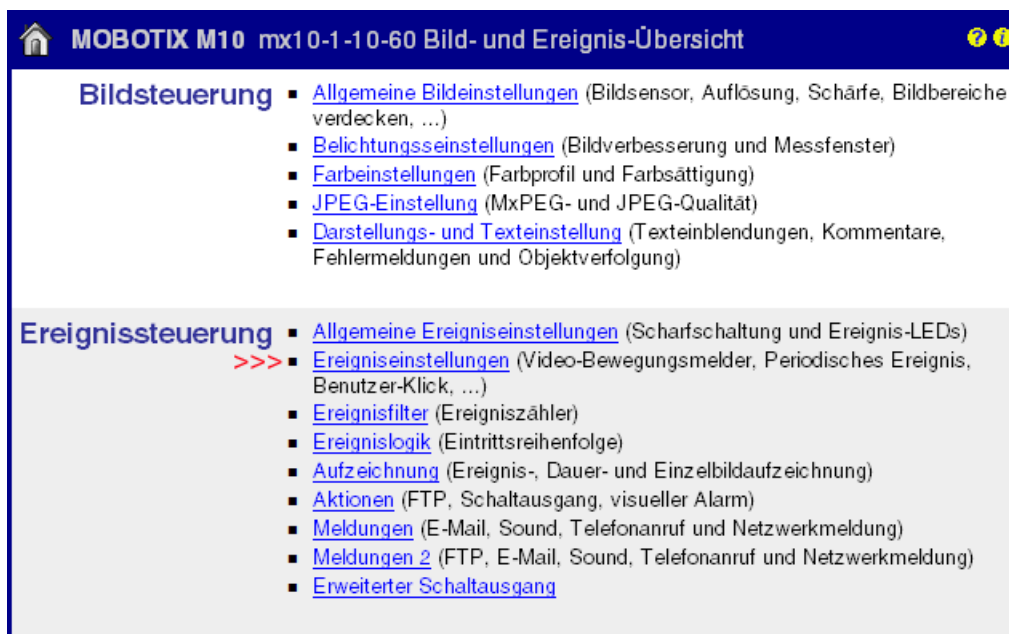 MOBOTIX M10 mx10-1-10-60 Bild- und Ereignis-Übersicht ? i
Bildsteuerung ▪ Allgemeine Bildeinstellungen (Bildsensor, Auflösung, Schärfe, Bildbereiche
verdecken, ...)
▪ Belichtungsseinstellungen (Bildverbesserung und Messfenster)
▪ Farbeinstellungen (Farbprofil und Farbsättigung)
▪ JPEG-Einstellung (MxPEG- und JPEG-Qualität)
▪ Darstellungs- und Texteinstellung (Texteinblendungen, Kommentare,
Fehlermeldungen und Objektverfolgung)
Ereignissteuerung ▪ Allgemeine Ereigniseinstellungen (Scharfschaltung und Ereignis-LEDs)
>>> ▪ Ereigniseinstellungen (Video-Bewegungsmelder, Periodisches Ereignis,
Benutzer-Klick, ...)
▪ Ereignisfilter (Ereigniszähler)
▪ Ereignislogik (Eintrittsreihenfolge)
▪ Aufzeichnung (Ereignis-, Dauer- und Einzelbildaufzeichnung)
▪ Aktionen (FTP, Schaltausgang, visueller Alarm)
▪ Meldungen (E-Mail, Sound, Telefonanruf und Netzwerkmeldung)
▪ Meldungen 2 (FTP, E-Mail, Sound, Telefonanruf und Netzwerkmeldung)
▪ Erweiterter Schaltausgang